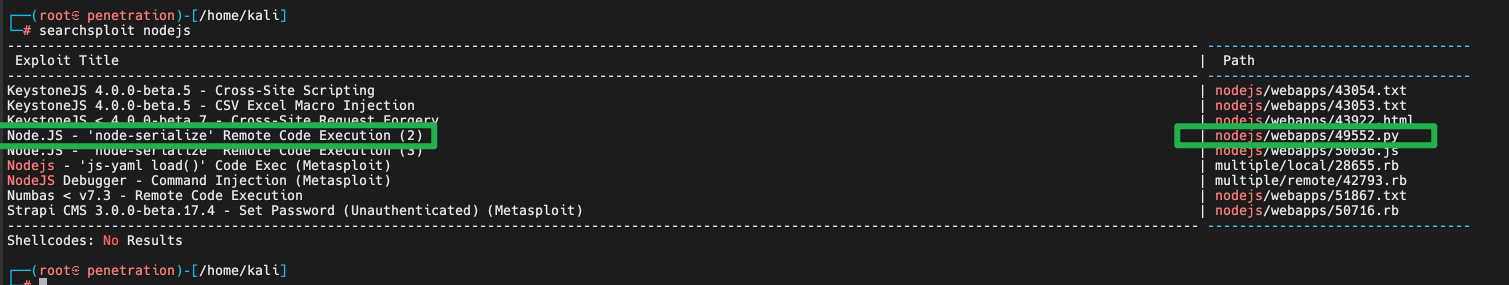 ┌──(root㉿ penetration)-[/home/kali]
└─# searchsploit nodejs
Exploit Title | Path
KeystoneJS 4.0.0-beta.5 - Cross-Site Scripting | nodejs/webapps/43054.txt
KeystoneJS 4.0.0-beta.5 - CSV Excel Macro Injection | nodejs/webapps/43053.txt
KeystoneJS < 4.0.0-beta.7 - Cross-Site Request Forgery | nodejs/webapps/43922.html
Node.JS - 'node-serialize' Remote Code Execution (2) | nodejs/webapps/49552.py
Node.JS - 'node-serialize' Remote Code Execution (3) | nodejs/webapps/50036.js
Nodejs - 'js-yaml load()' Code Exec (Metasploit) | multiple/local/28655.rb
NodeJS Debugger - Command Injection (Metasploit) | multiple/remote/42793.rb
Numbas < v7.3 - Remote Code Execution | nodejs/webapps/51867.txt
Strapi CMS 3.0.0-beta.17.4 - Set Password (Unauthenticated) (Metasploit) | nodejs/webapps/50716.rb
Shellcodes: No Results
┌──(root㉿ penetration)-[/home/kali]
└─#